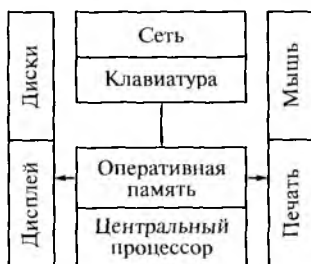 Диски
Дисплей
Сеть
Клавиатура
Оперативная
память
Центральный
процессор
Мышь
Печать